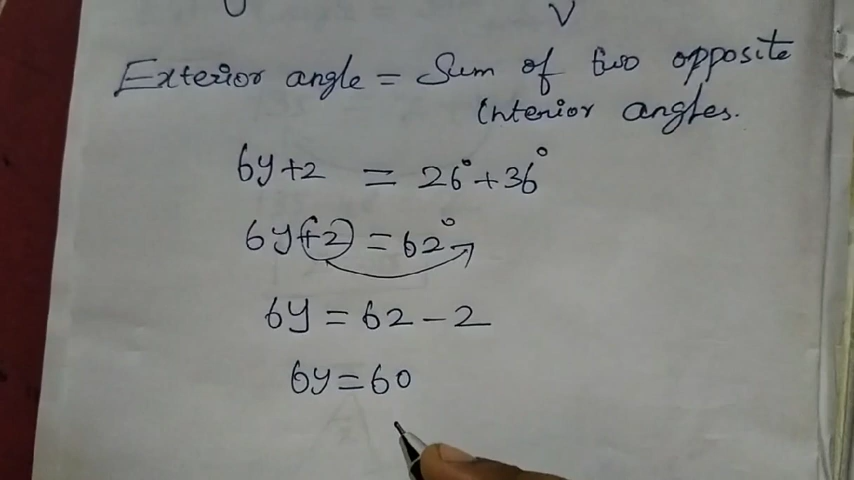 U V
Exterior angle = Sum of two opposite
interior angles.
6y+2 = 26°+36°
6y+2 = 62°
6y = 62 - 2
6y = 60